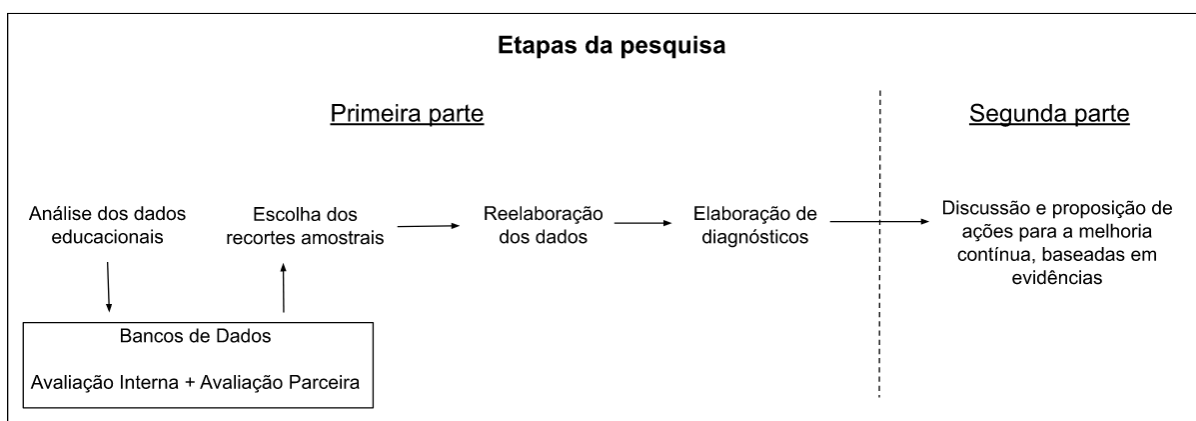 Etapas da pesquisa
Primeira parte
Segunda parte
Análise dos dados
educacionais
Escolha dos
recortes amostrais
Reelaboração
dos dados
Elaboração de
diagnósticos
Discussão e proposição de
ações para a melhoria
contínua, baseadas em
evidências
Bancos de Dados
Avaliação Interna + Avaliação Parceira